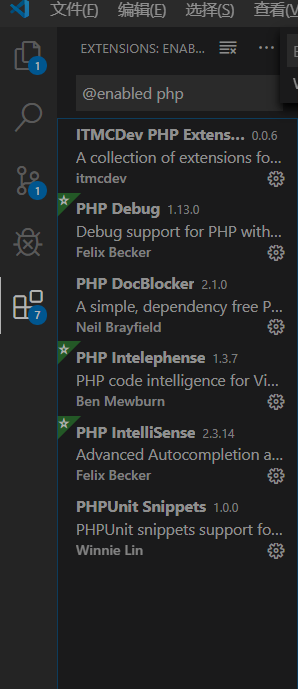 文件(F) 编辑(E) 选择(S) 查看(V
EXTENSIONS: ENAB...
@enabled php
ITMCDev PHP Extens... 0.0.6
A collection of extensions fo...
itmcdev
PHP Debug 1.13.0
Debug support for PHP with...
Felix Becker
PHP DocBlocker 2.1.0
A simple, dependency free P...
Neil Brayfield
PHP Intelephense 1.3.7
PHP code intelligence for Vi...
Ben Mewburn
PHP IntelliSense 2.3.14
Advanced Autocompletion a...
Felix Becker
PHPUnit Snippets 1.0.0
PHPUnit snippets support fo...
Winnie Lin
1
1
7